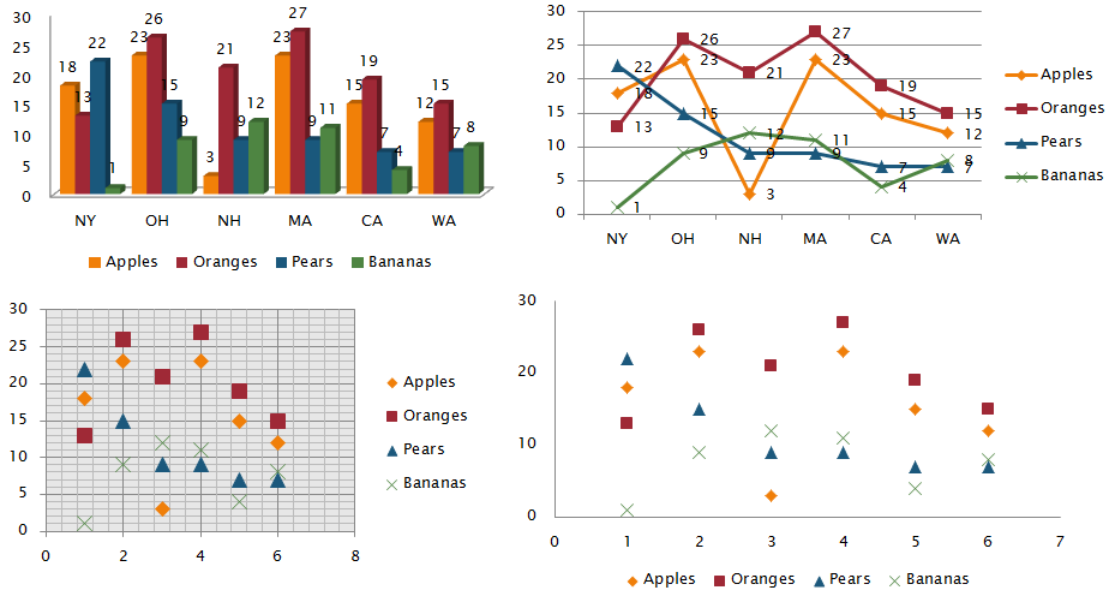 30
25
20
15
10
5
0
18 13 22 1
23 26 15 9
3 21 9 12
23 27 9 11
15 19 7 4
12 15 7 8
NY OH NH MA CA WA
Apples Oranges Pears Bananas
30
25
20
15
10
5
0
18 23 3 23 15 12
13 26 21 27 19 15
22 15 9 9 7 7
1 9 12 11 4 8
NY OH NH MA CA WA
Apples
Oranges
Pears
Bananas
30
25
20
15
10
5
0
0 2 4 6 8
Apples
Oranges
Pears
Bananas
30
20
10
0
0 1 2 3 4 5 6 7
Apples Oranges Pears Bananas